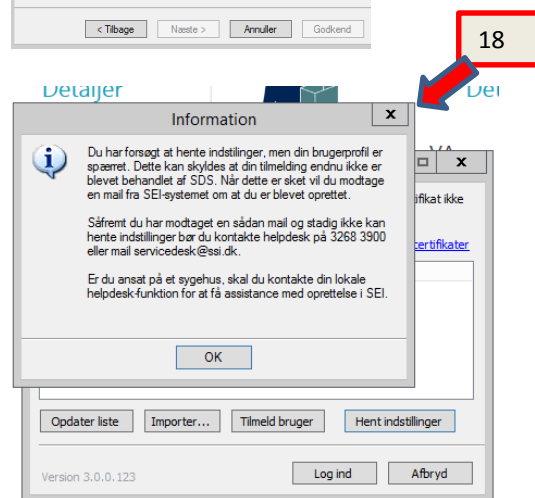 < Tilbage Næste > Annuller Godkend
18
Detaljer
Information
x
Du har forsøgt at hente indstilinger, men din brugerprofil er
spærret. Dette kan skyldes at din tilmelding endnu ikke er
blevet behandlet af SDS. Når dette er sket vil du modtage
en mail fra SEI-systemet om at du er blevet oprettet.
Såfremt du har modtaget en sådan mail og stadig ikke kan
hente indstillinger bør du kontakte helpdesk på 3268 3900
eller mail servicedesk@ssi.dk.
Er du ansat på et sygehus, skal du kontakte din lokale
helpdesk-funktion for at få assistance med oprettelse i SEI.
OK
x
ifikat ikke
certifikater
Opdater liste Importer... Tilmeld bruger Hent indstillinger
Version 3.0.0.123
Log ind Afbryd